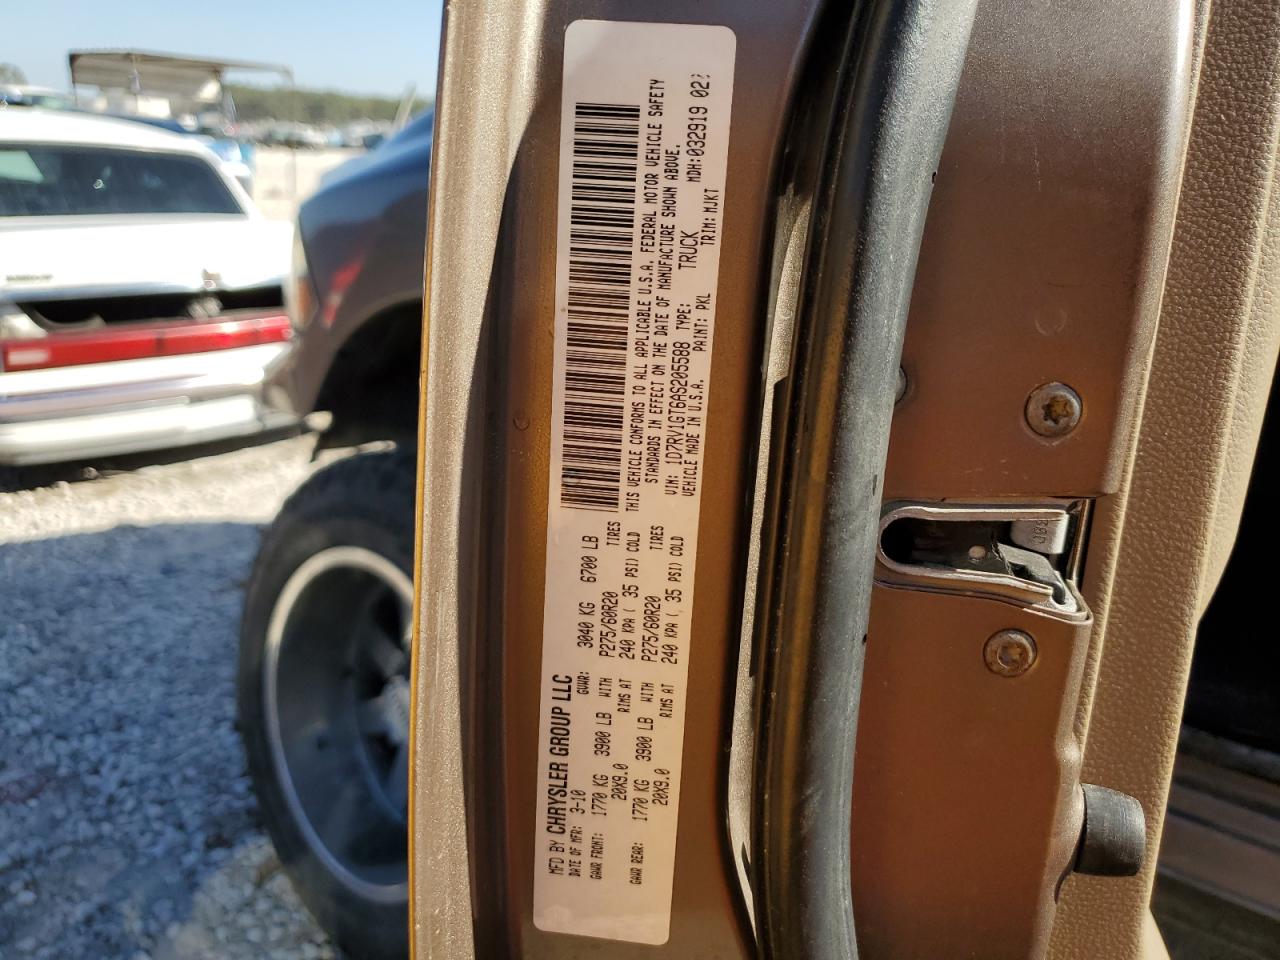 MFD BY CHRYSLER GROUP LLC
DATE OF MFR: 3-10 GVWR: 3040 KG 6700 LB
GAWR FRONT: 1770 KG 3900 LB WITH P275/60R20 TIRES
20X9.0 RIMS AT 240 KPA ( 35 PSI) COLD
GAWR REAR: 1770 KG 3900 LB WITH P275/60R20 TIRES
20X9.0 RIMS AT 240 KPA ( 35 PSI) COLD
THIS VEHICLE CONFORMS TO ALL APPLICABLE U.S.A. FEDERAL MOTOR VEHICLE SAFETY
STANDARDS IN EFFECT ON THE DATE OF MANUFACTURE SHOWN ABOVE.
VIN: 1D7RV1GT6AS205588 TYPE: TRUCK MDH:032919 02
VEHICLE MADE IN U.S.A. PAINT: PKL TRIM: MJKT